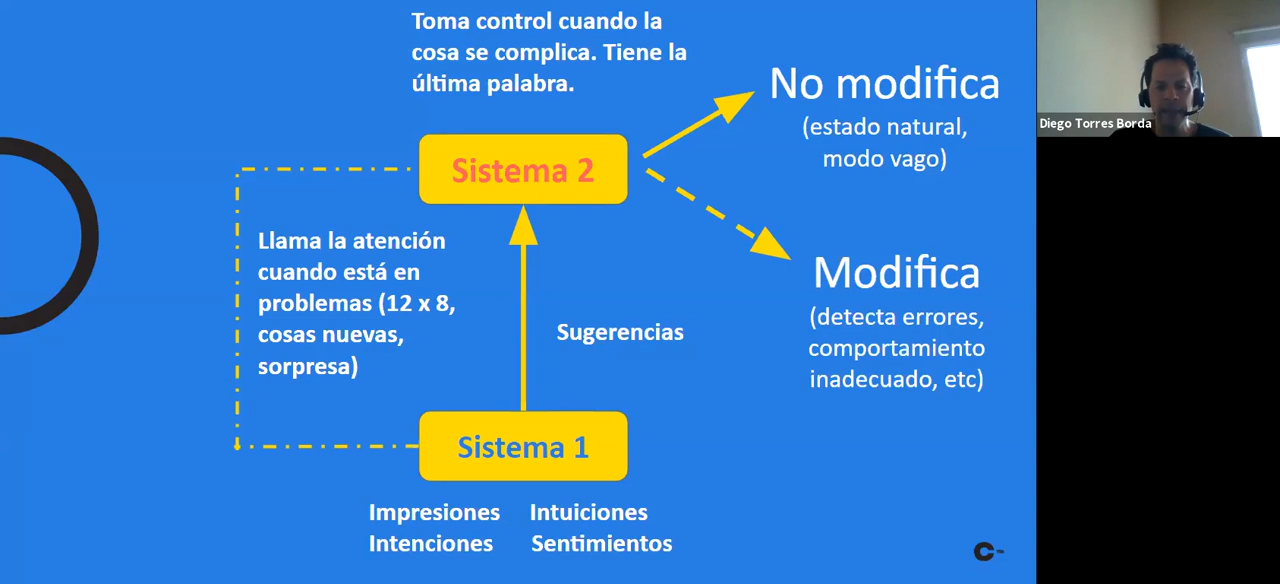 Toma control cuando la
cosa se complica. Tiene la
última palabra.
No modifica
(estado natural,
modo vago)
Diego Torres Borda
Sistema 2
Llama la atención
cuando está en
problemas (12 x 8,
cosas nuevas,
sorpresa)
Sugerencias
Modifica
(detecta errores,
comportamiento
inadecuado, etc)
Sistema 1
Impresiones Intuiciones
Intenciones Sentimientos